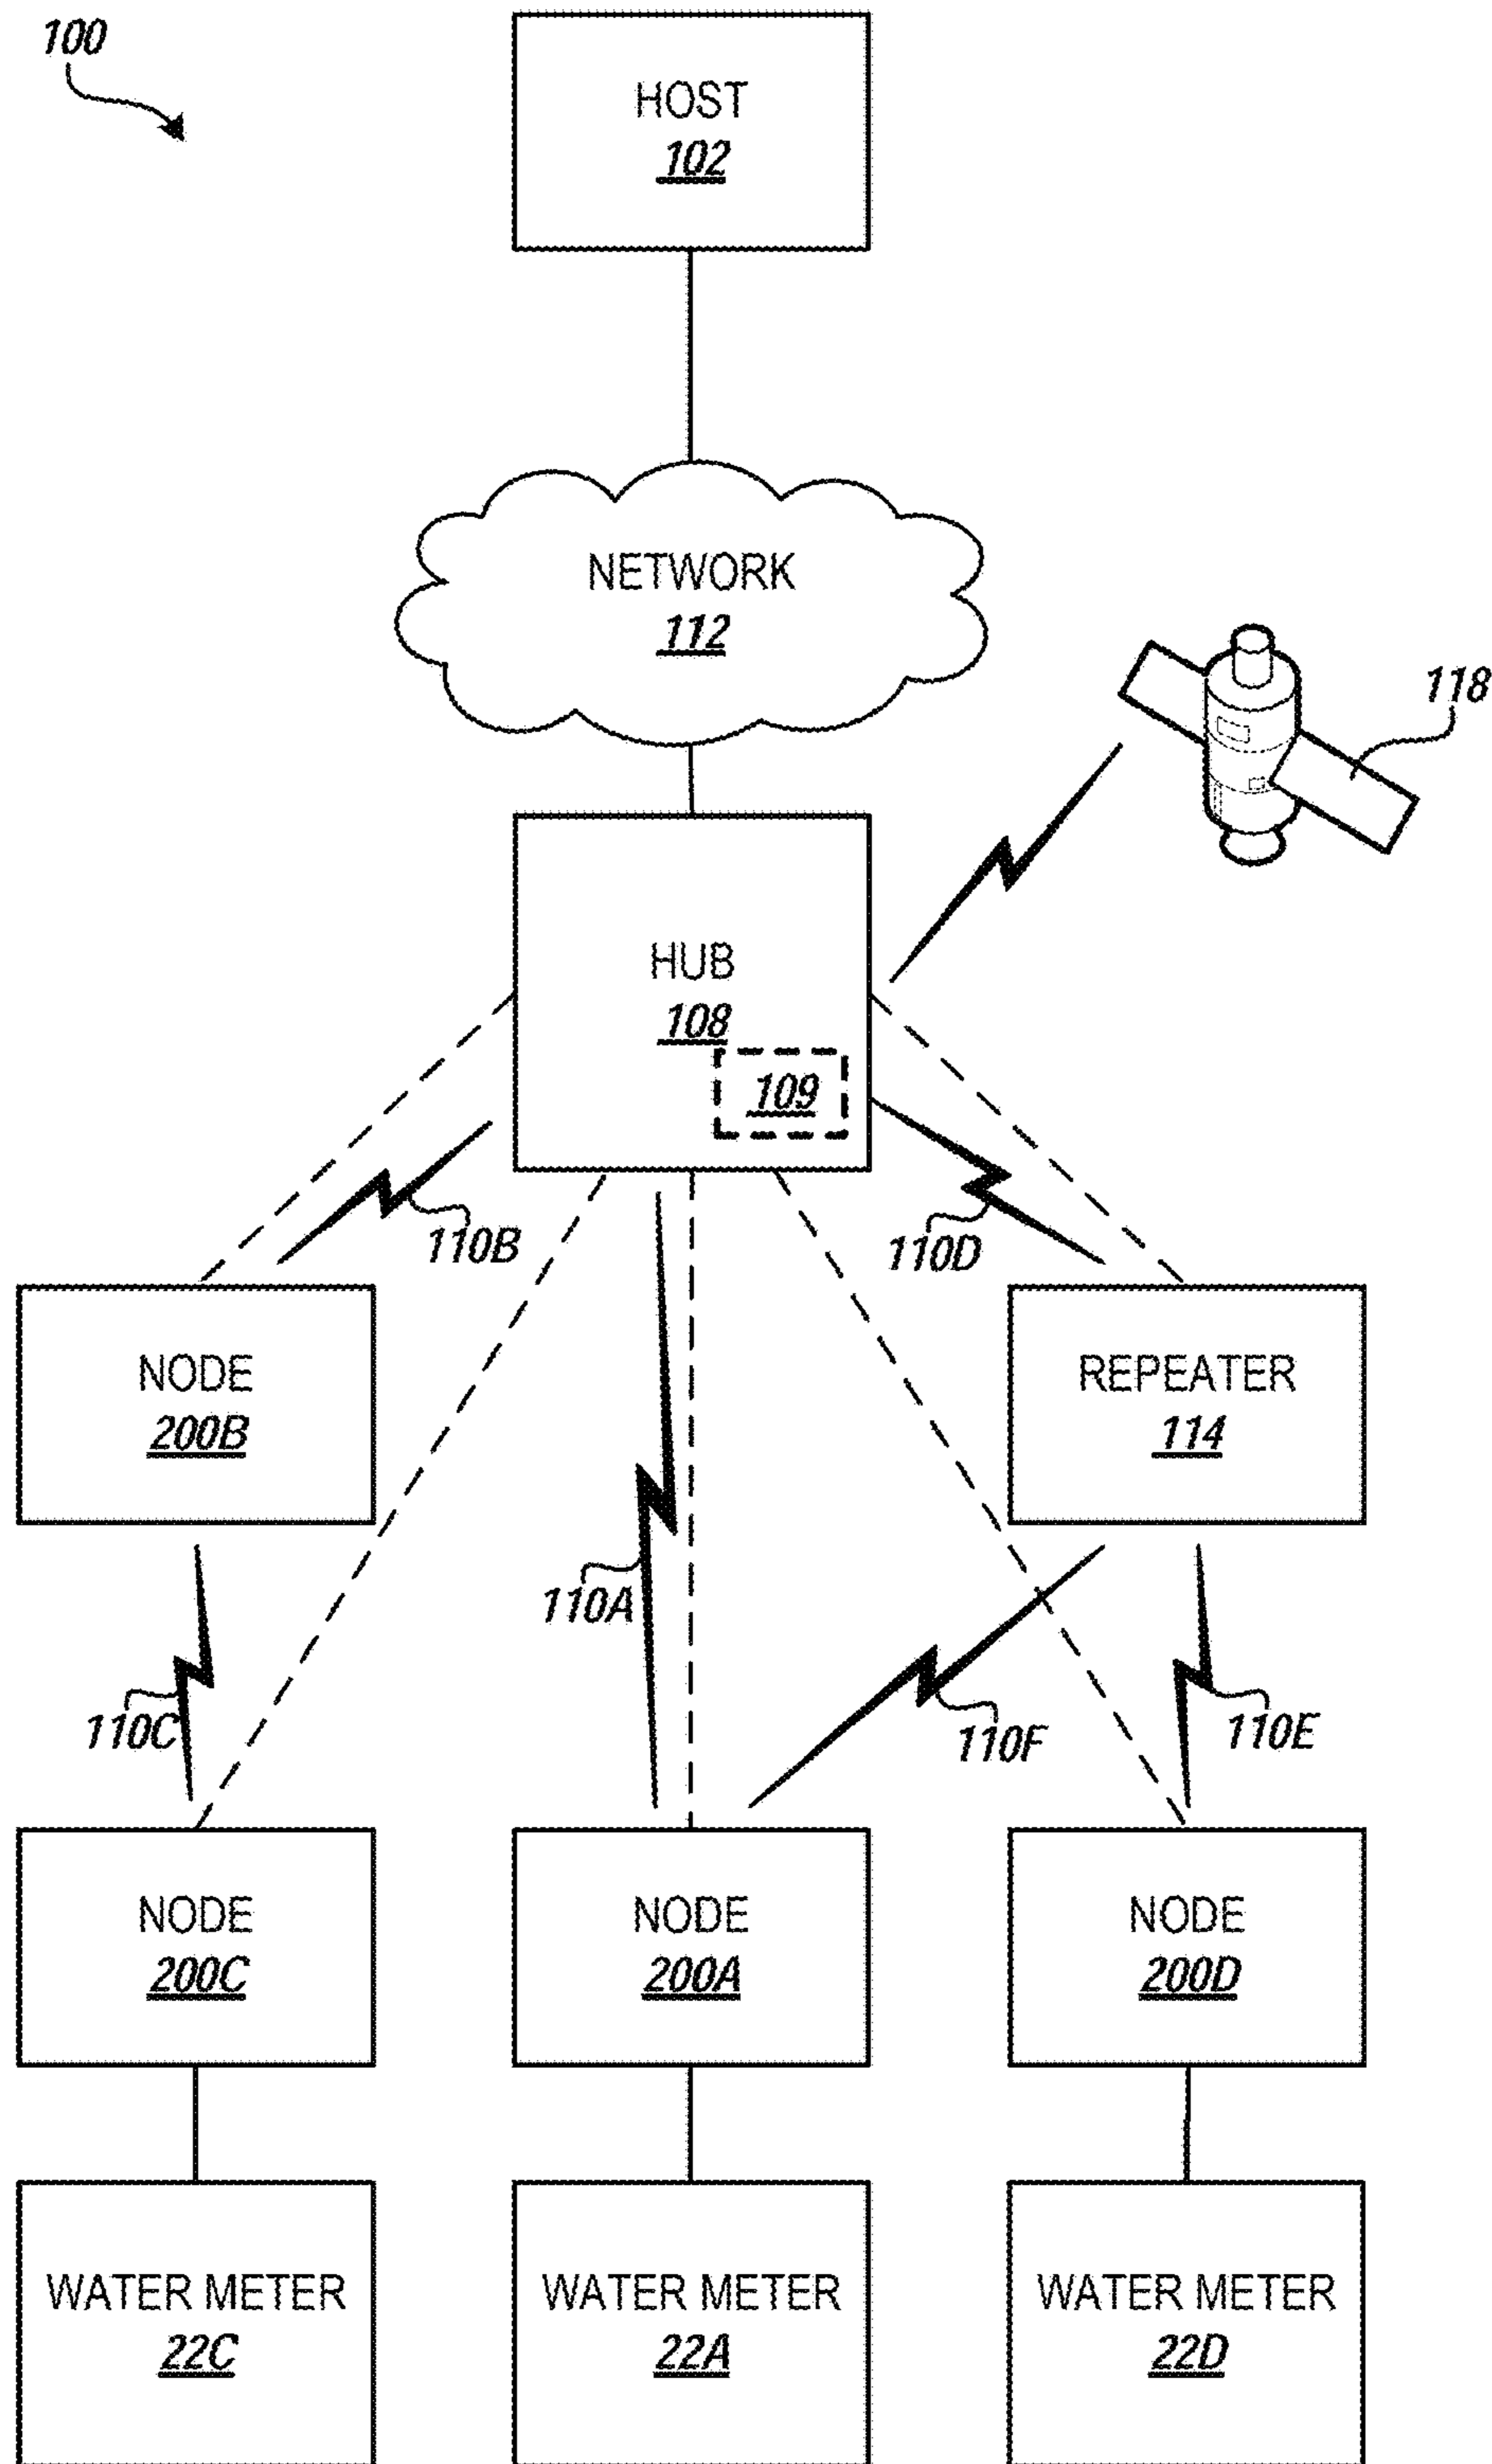 100
HOST
102
NETWORK
112
118
HUB
108
109
110B
110D
NODE
200B
REPEATER
114
110A
110C
110F
110E
NODE
200C
NODE
200A
NODE
200D
WATER METER
22C
WATER METER
22A
WATER METER
22D